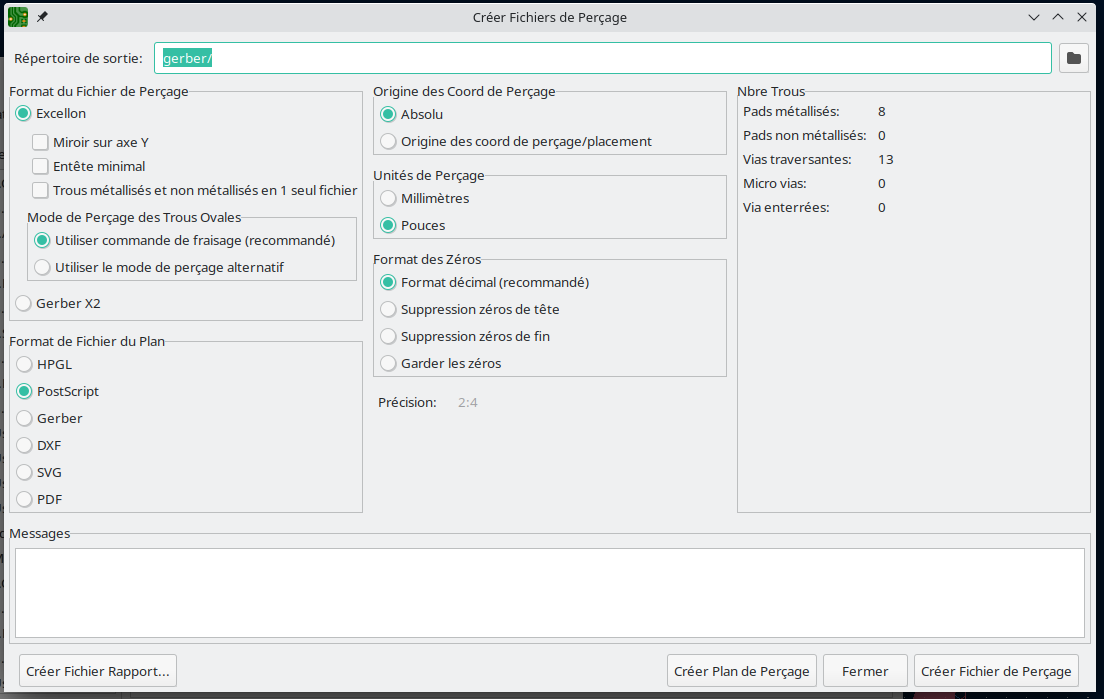 Créer Fichiers de Perçage
Répertoire de sortie: gerber/
Format du Fichier de Perçage
Excellon
Miroir sur axe Y
Entête minimal
Trous métallisés et non métallisés en 1 seul fichier
Mode de Perçage des Trous Ovales
Utiliser commande de fraisage (recommandé)
Utiliser le mode de perçage alternatif
Gerber X2
Format de Fichier du Plan
HPGL
PostScript
Gerber
DXF
SVG
PDF
Origine des Coord de Perçage
Absolu
Origine des coord de perçage/placement
Unités de Perçage
Millimètres
Pouces
Format des Zéros
Format décimal (recommandé)
Suppression zéros de tête
Suppression zéros de fin
Garder les zéros
Précision: 2:4
Nbre Trous
Pads métallisés: 8
Pads non métallisés: 0
Vias traversantes: 13
Micro vias: 0
Via enterrées: 0
Messages
Créer Fichier Rapport...
Créer Plan de Perçage
Fermer
Créer Fichier de Perçage